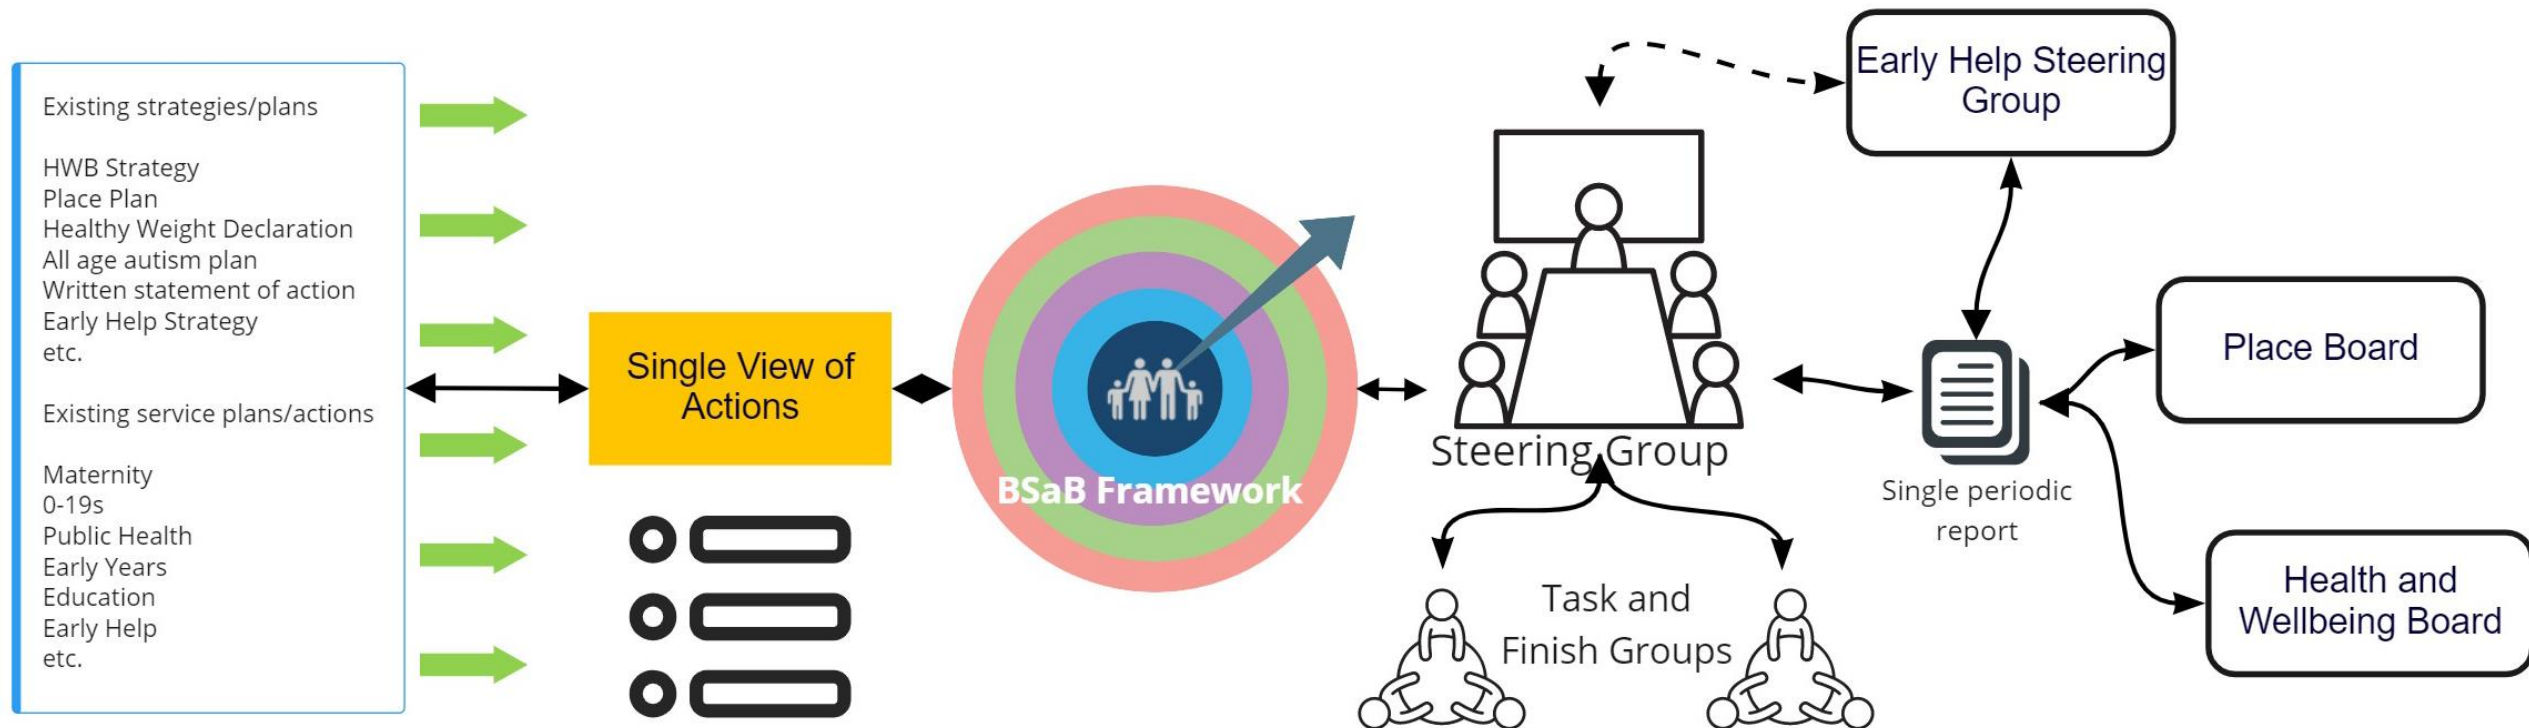 Existing strategies/plans
HWB Strategy
Place Plan
Healthy Weight Declaration
All age autism plan
Written statement of action
Early Help Strategy
etc.
Existing service plans/actions
Maternity
0-19s
Public Health
Early Years
Education
Early Help
etc.
Single View of
Actions
BSaB Framework
Steering Group
Task and
Finish Groups
Early Help Steering
Group
Single periodic
report
Place Board
Health and
Wellbeing Board